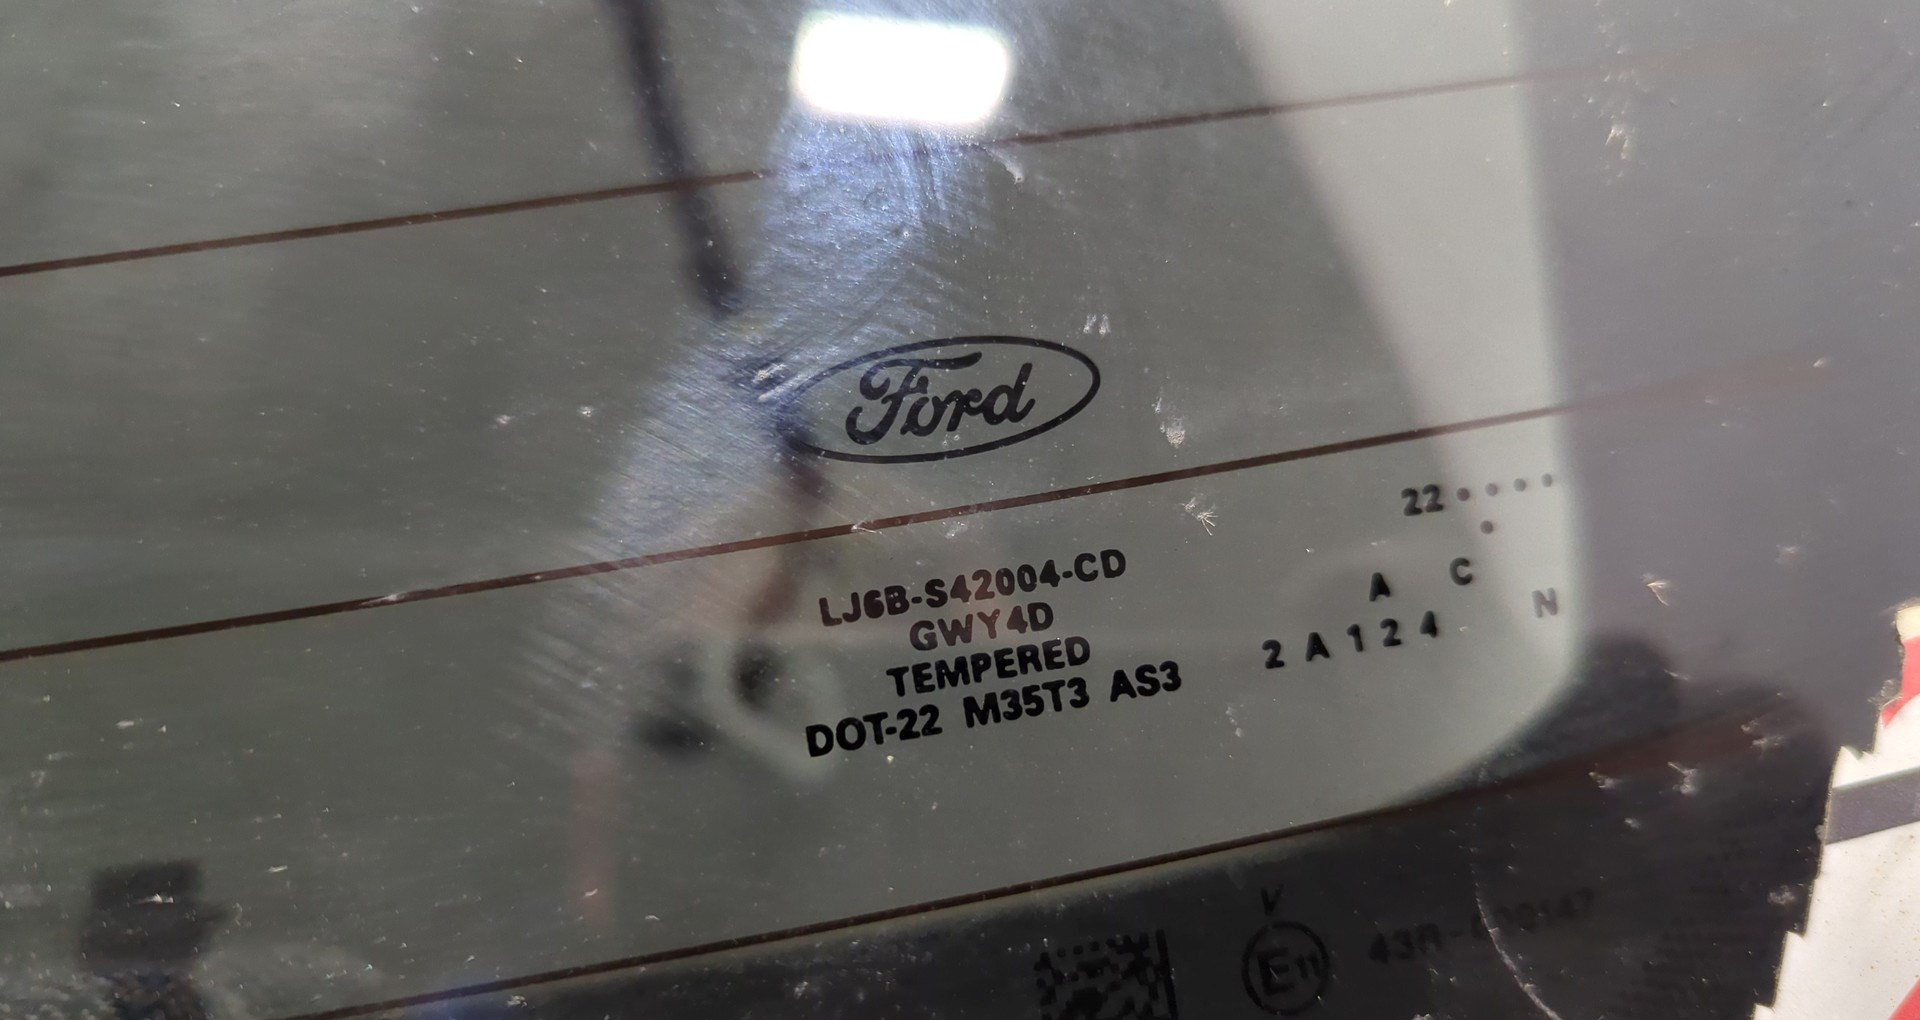 Ford
22 . . . .
.
LJ6B-S42004-CD
GWY4D
TEMPERED
DOT-22 M35T3 AS3
A C
2 A 1 2 4 N
V
E11